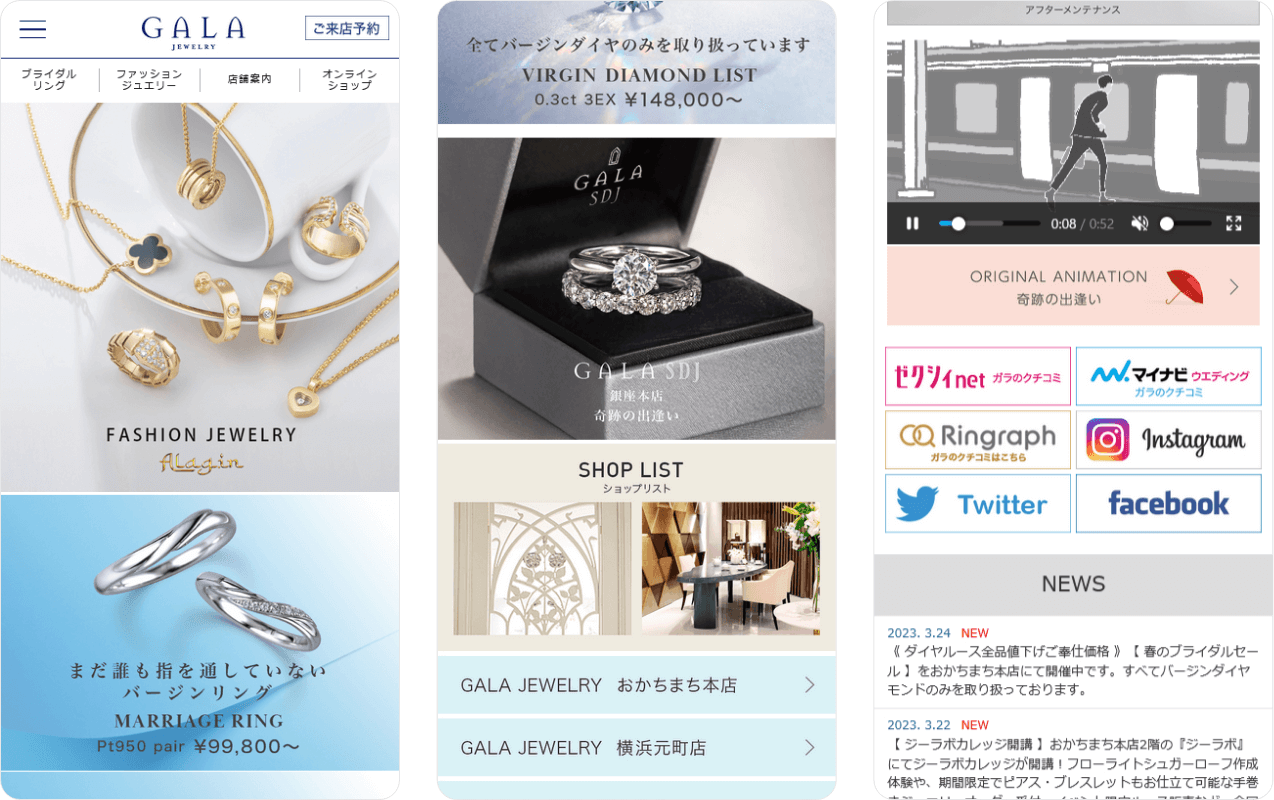 GALA
JEWELRY
ご来店予約
ブライダル
リング
ファッション
ジュエリー
店舗案内
オンライン
ショップ
FASHION JEWELRY
Alagin
まだ誰も指を通していない
バージンリング
MARRIAGE RING
Pt950 pair ¥99,800〜
全てバージンダイヤのみを取り扱っています
VIRGIN DIAMOND LIST
0.3ct 3EX ¥148,000〜
GALA
SDJ
GALA SDJ
銀座本店
奇跡の出逢い
SHOP LIST
ショップリスト
GALA JEWELRY おかちまち本店
GALA JEWELRY 横浜元町店
アフターメンテナンス
0:08 / 0:52
ORIGINAL ANIMATION
奇跡の出逢い
ゼクシィnet ガラのクチコミ
マイナビ ウエディング
ガラのクチコミ
Ringraph
ガラのクチコミはこちら
Instagram
Twitter
facebook
NEWS
2023. 3.24 NEW
《 ダイヤルース全品値下げご奉仕価格 》【 春のブライダルセー
ル 】をおかちまち本店にて開催中です。すべてバージンダイヤ
モンドのみを取り扱っております。
2023. 3.22 NEW
【 ジーラボカレッジ開講 】おかちまち本店2階の『ジーラボ』
にてジーラボカレッジが開講！フローライトシュガーローフ作成
体験や、期間限定でピアス・ブレスレットもお仕立て可能な手巻